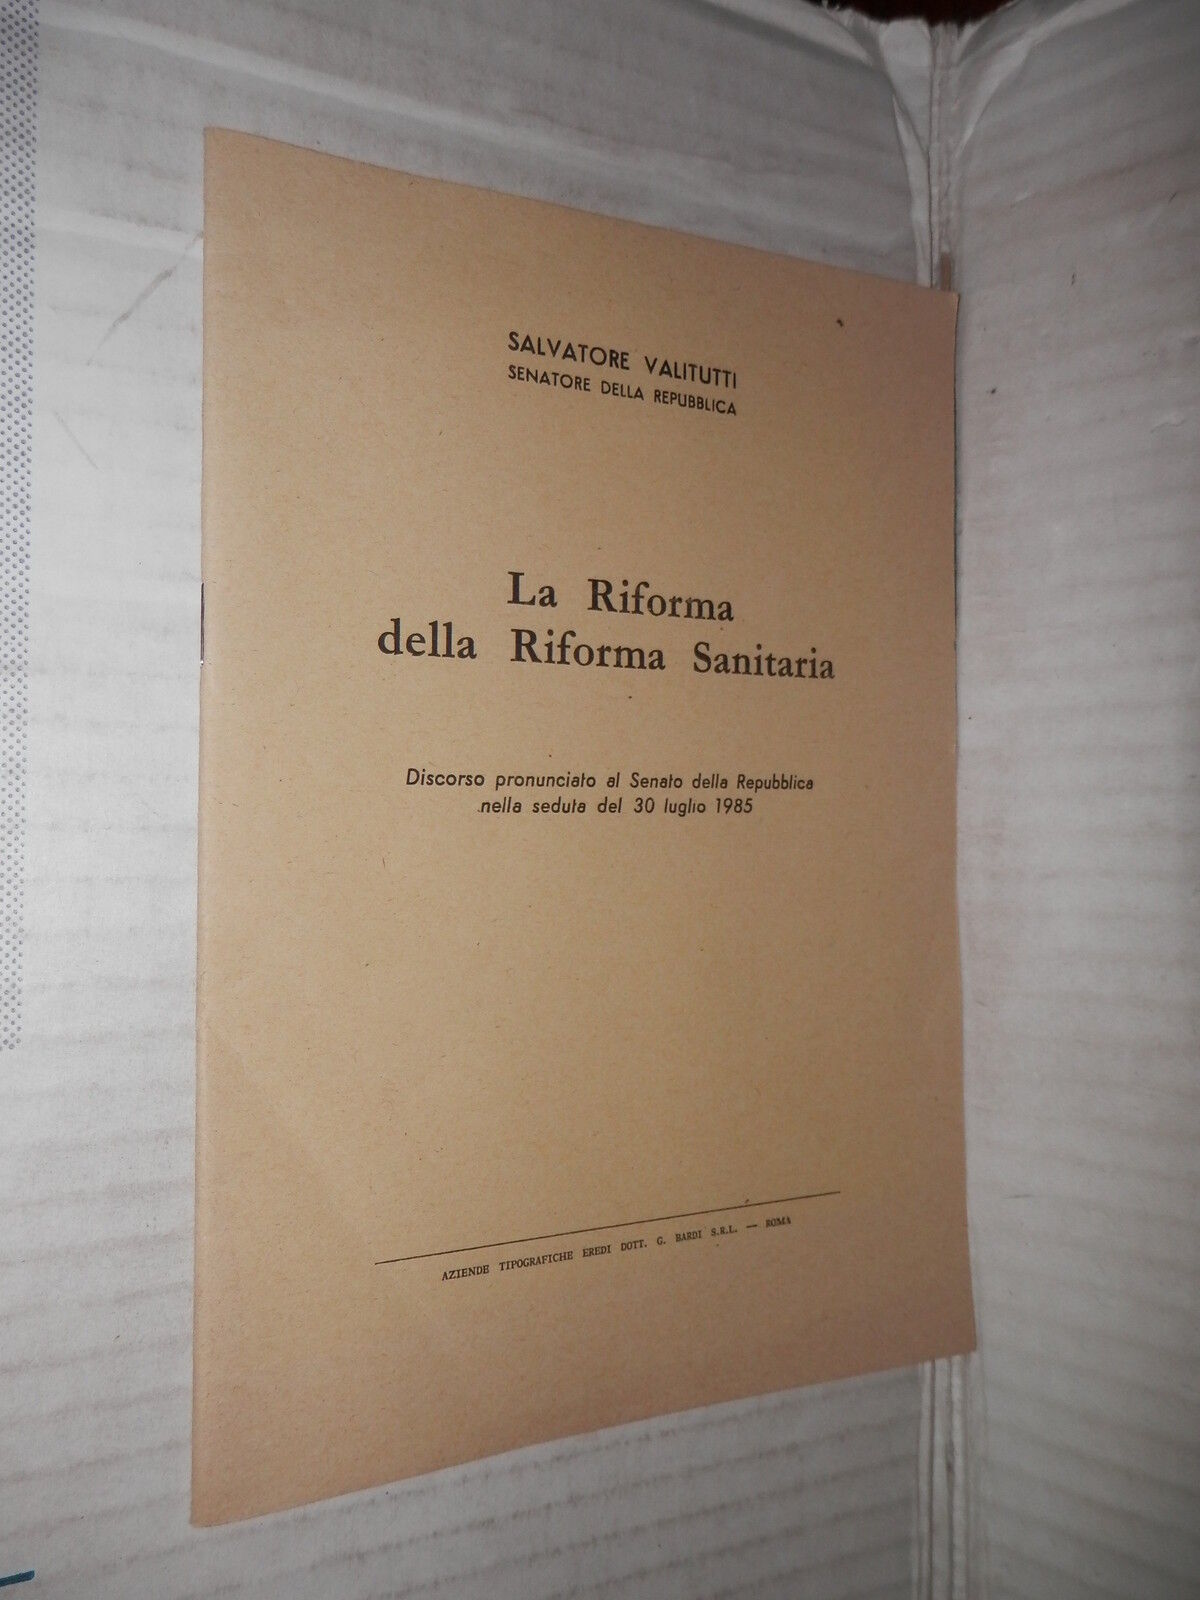 SALVATORE VALITUTTI
SENATORE DELLA REPUBBLICA
La Riforma
della Riforma Sanitaria
Discorso pronunciato al Senato della Repubblica
nella seduta del 30 luglio 1985
AZIENDE TIPOGRAFICHE EREDI DOTT. G. BARDI S.R.L. — ROMA